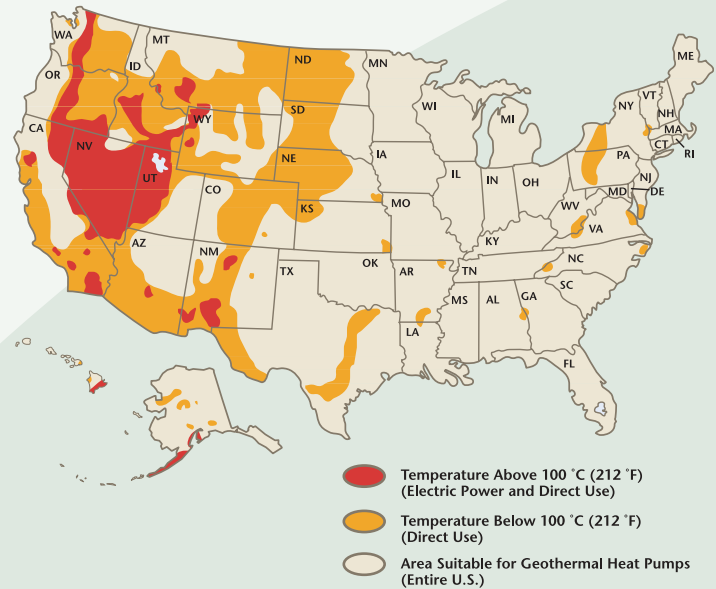 WA
MT
ME
ND
MN
OR
ID
VT
NY
NH
WI
SD
MI
MA
WY
CA
CT
RI
NV
IA
PA
NE
NJ
UT
IL
IN
OH
MD
DE
CO
WV
KS
MO
VA
KY
AZ
NM
OK
NC
TX
AR
TN
SC
MS
AL
GA
LA
FL
Temperature Above 100 ˚C (212 ˚F)
(Electric Power and Direct Use)
Temperature Below 100 ˚C (212 ˚F)
(Direct Use)
Area Suitable for Geothermal Heat Pumps
(Entire U.S.)